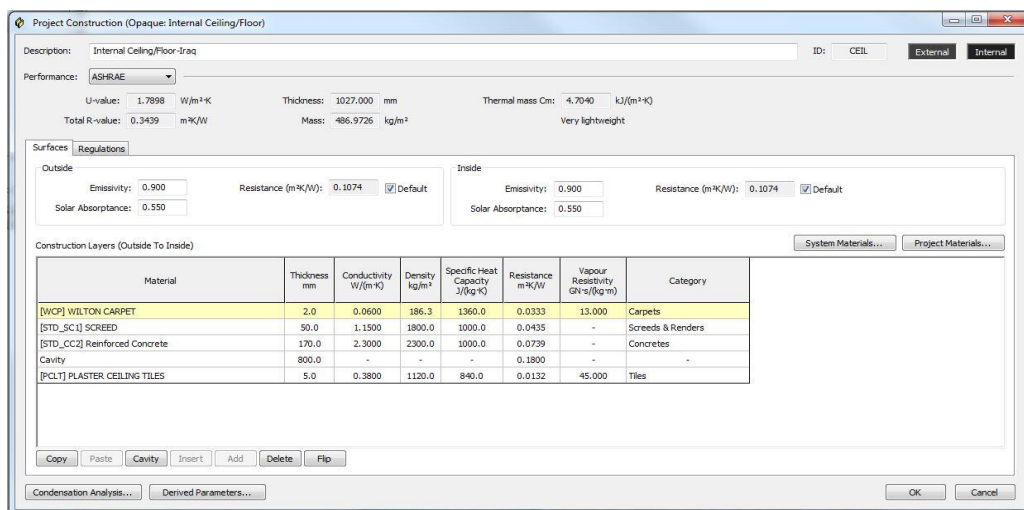 Project Construction (Opaque: Internal Ceiling/Floor)
Description: Internal Ceiling/Floor-Iraq ID: CEIL External Internal
Performance: ASHRAE
U-value: 1.7898 W/m²·K Thickness: 1027.000 mm Thermal mass Cm: 4.7040 kJ/(m²·K)
Total R-value: 0.3439 m²K/W Mass: 486.9726 kg/m² Very lightweight
Surfaces Regulations
Outside Inside
Emissivity: 0.900 Resistance (m²K/W): 0.1074 Default Emissivity: 0.900 Resistance (m²K/W): 0.1074 Default
Solar Absorptance: 0.550 Solar Absorptance: 0.550
Construction Layers (Outside To Inside) System Materials... Project Materials...
Material Thickness mm Conductivity W/(m·K) Density kg/m³ Specific Heat Capacity J/(kg·K) Resistance m²K/W Vapour Resistivity GN·s/(kg·m) Category
[WCP] WILTON CARPET 2.0 0.0600 186.3 1360.0 0.0333 13.000 Carpets
[STD_SC1] SCREED 50.0 1.1500 1800.0 1000.0 0.0435 - Screeds & Renders
[STD_CC2] Reinforced Concrete 170.0 2.3000 2300.0 1000.0 0.0739 - Concretes
Cavity 800.0 - - - 0.1800 - -
[PCLT] PLASTER CEILING TILES 5.0 0.3800 1120.0 840.0 0.0132 45.000 Tiles
Copy Paste Cavity Insert Add Delete Flip
Condensation Analysis... Derived Parameters... OK Cancel